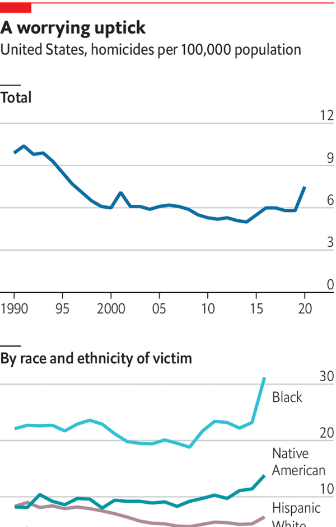 A worrying uptick
United States, homicides per 100,000 population
Total
12
9
6
3
0
1990 95 2000 05 10 15 20
By race and ethnicity of victim
30
Black
20
Native
American
10
Hispanic
White